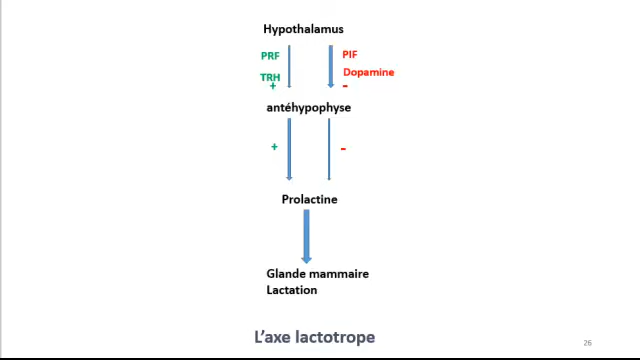 Hypothalamus
PRF
PIF
TRH
Dopamine
+
-
antéhypophyse
+
-
Prolactine
Glande mammaire
Lactation
L'axe lactotrope
26